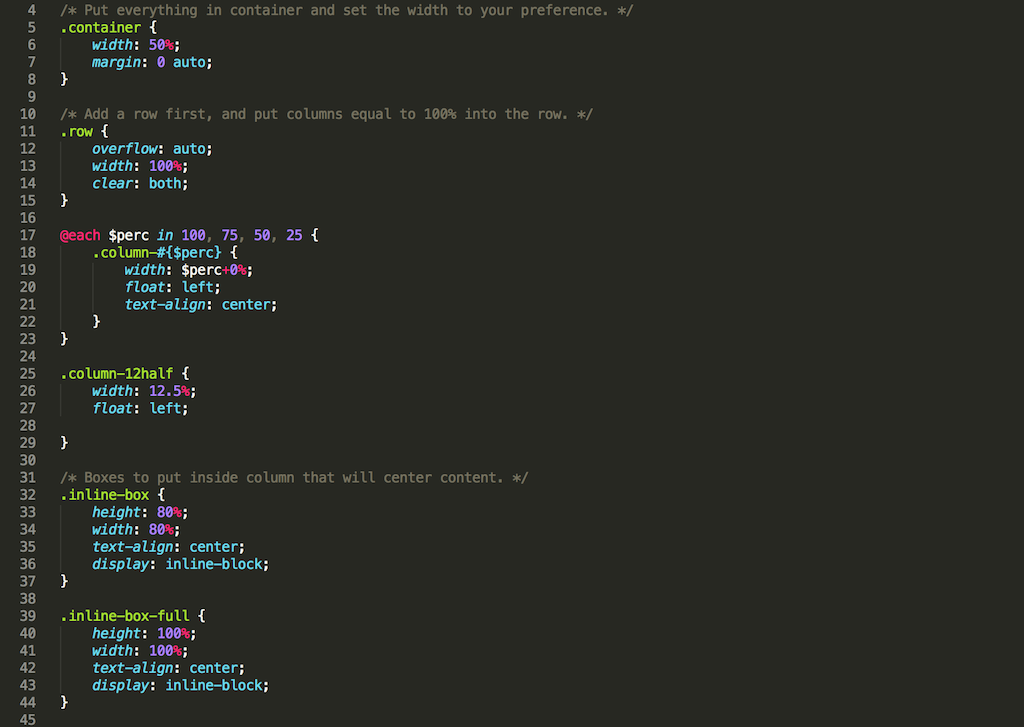 4 /* Put everything in container and set the width to your preference. */
5 .container {
6 width: 50%;
7 margin: 0 auto;
8 }
9
10 /* Add a row first, and put columns equal to 100% into the row. */
11 .row {
12 overflow: auto;
13 width: 100%;
14 clear: both;
15 }
16
17 @each $perc in 100, 75, 50, 25 {
18 .column-#{$perc} {
19 width: $perc+0%;
20 float: left;
21 text-align: center;
22 }
23 }
24
25 .column-12half {
26 width: 12.5%;
27 float: left;
28
29 }
30
31 /* Boxes to put inside column that will center content. */
32 .inline-box {
33 height: 80%;
34 width: 80%;
35 text-align: center;
36 display: inline-block;
37 }
38
39 .inline-box-full {
40 height: 100%;
41 width: 100%;
42 text-align: center;
43 display: inline-block;
44 }
45